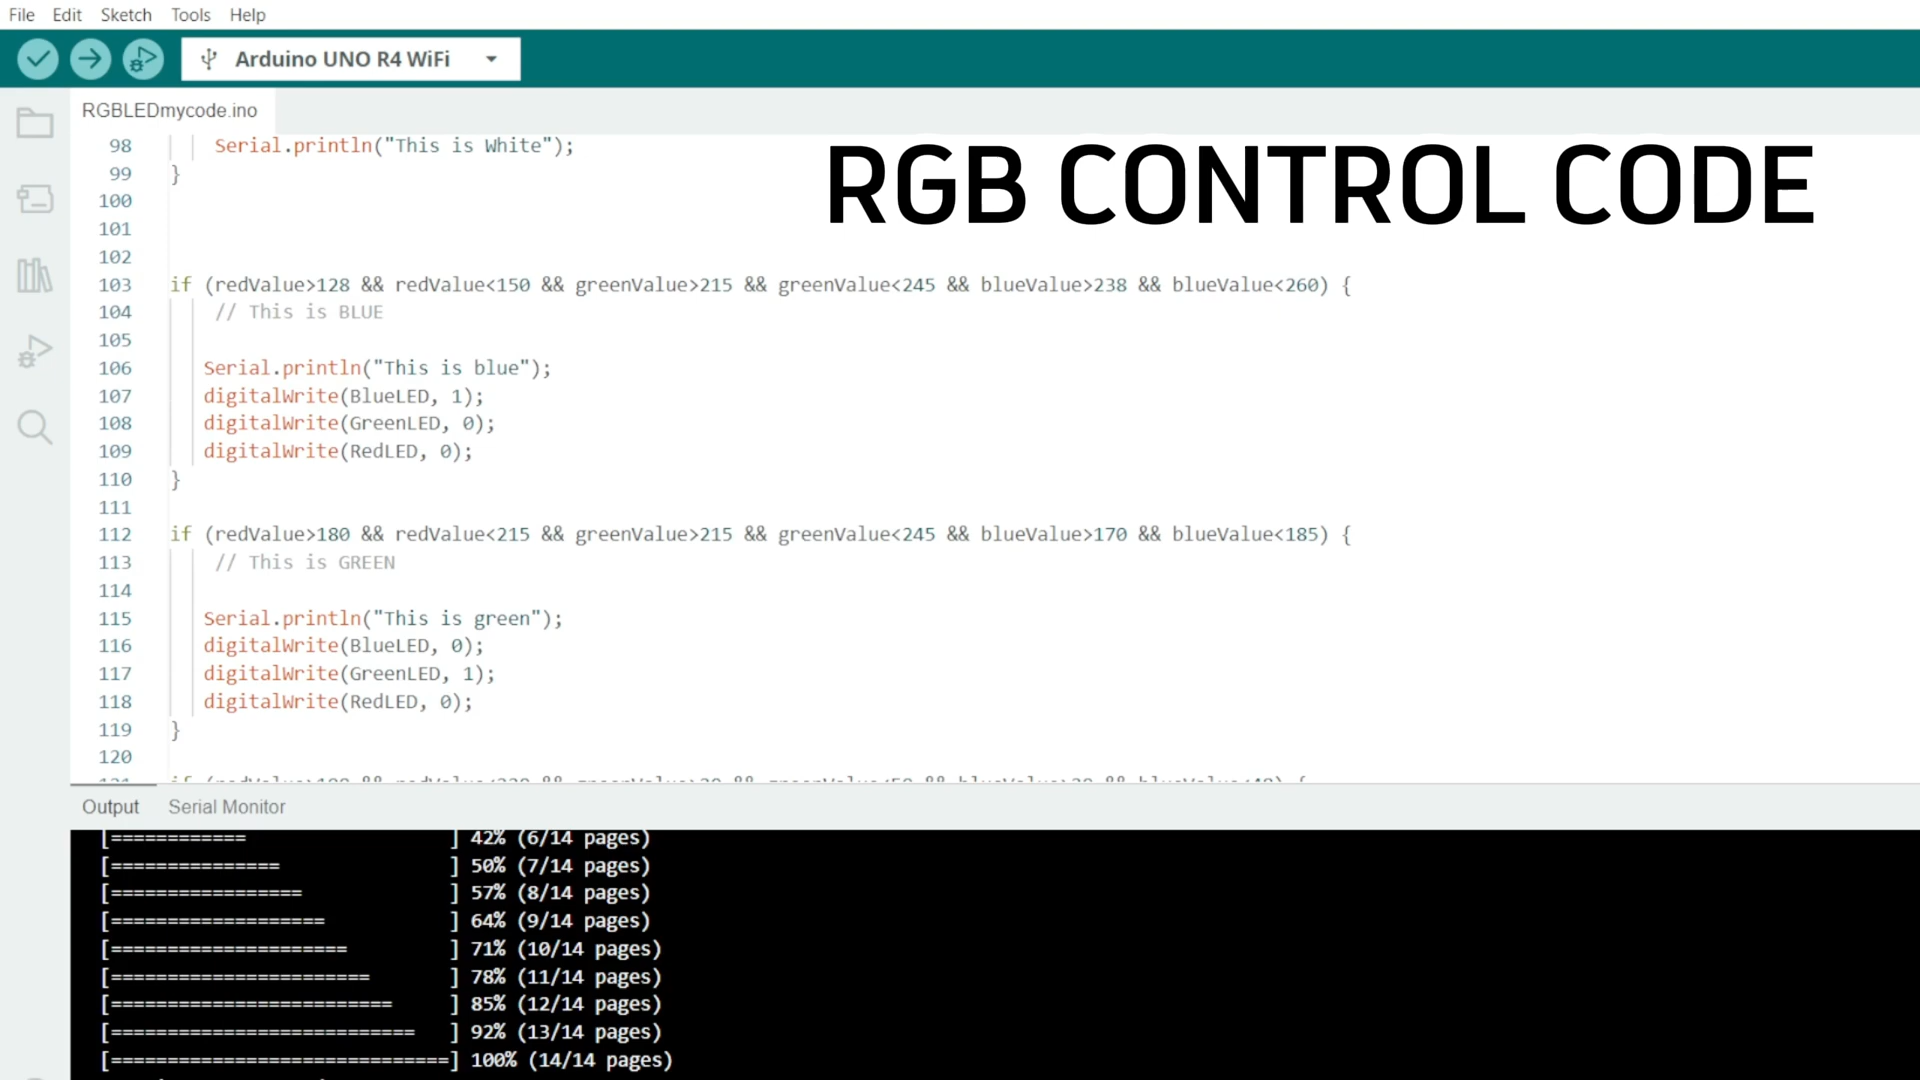 File Edit Sketch Tools Help
Arduino UNO R4 WiFi
RGBLEDmycode.ino
RGB CONTROL CODE
98 Serial.println("This is White");
99 }
100
101
102
103 if (redValue>128 && redValue<150 && greenValue>215 && greenValue<245 && blueValue>238 && blueValue<260) {
104 // This is BLUE
105
106 Serial.println("This is blue");
107 digitalWrite(BlueLED, 1);
108 digitalWrite(GreenLED, 0);
109 digitalWrite(RedLED, 0);
110 }
111
112 if (redValue>180 && redValue<215 && greenValue>215 && greenValue<245 && blueValue>170 && blueValue<185) {
113 // This is GREEN
114
115 Serial.println("This is green");
116 digitalWrite(BlueLED, 0);
117 digitalWrite(GreenLED, 1);
118 digitalWrite(RedLED, 0);
119 }
120
Output Serial Monitor
[============ ] 42% (6/14 pages)
[=============== ] 50% (7/14 pages)
[================= ] 57% (8/14 pages)
[=================== ] 64% (9/14 pages)
[===================== ] 71% (10/14 pages)
[======================= ] 78% (11/14 pages)
[========================= ] 85% (12/14 pages)
[=========================== ] 92% (13/14 pages)
[==============================] 100% (14/14 pages)